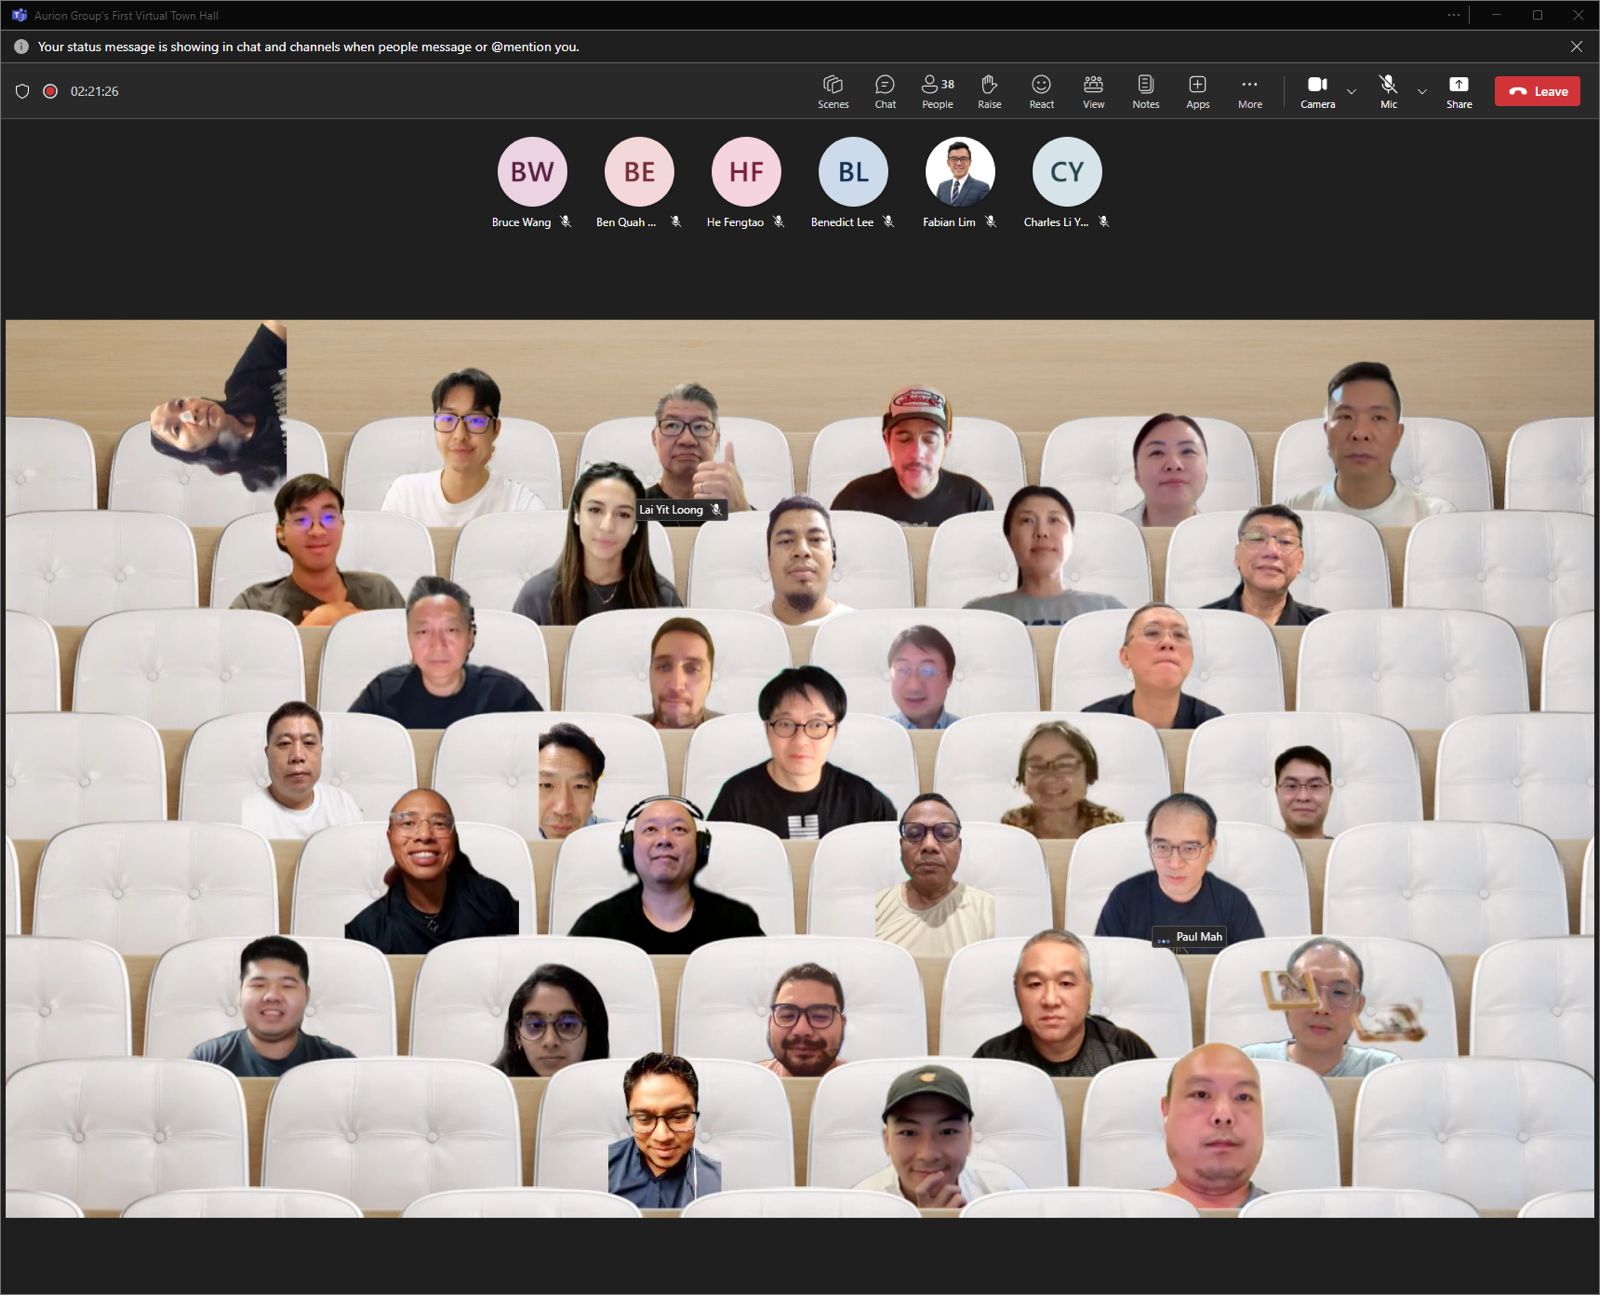 Aurion Group's First Virtual Town Hall
Your status message is showing in chat and channels when people message or @mention you.
02:21:26
38
Scenes Chat People Raise React View Notes Apps More Camera Mic Share Leave
BW BE HF BL CY
Bruce Wang Ben Quah ... He Fengtao Benedict Lee Fabian Lim Charles Li Y...
Lai Yit Loong
Paul Mah